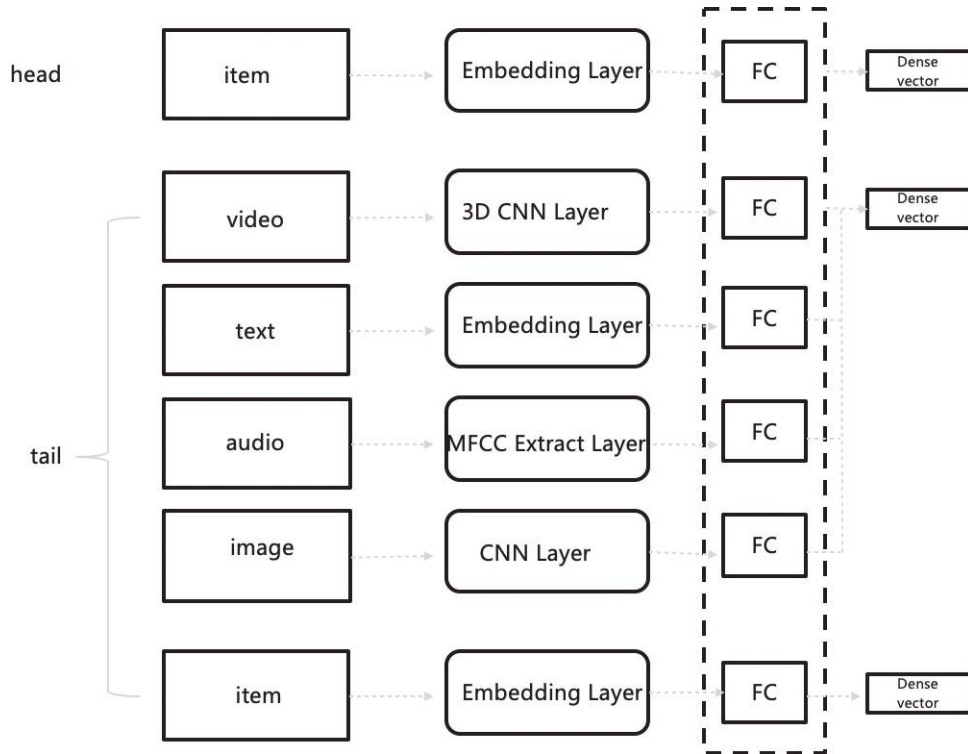 head
item
Embedding Layer
FC
Dense
vector
video
3D CNN Layer
FC
Dense
vector
text
Embedding Layer
FC
tail
audio
MFCC Extract Layer
FC
image
CNN Layer
FC
item
Embedding Layer
FC
Dense
vector